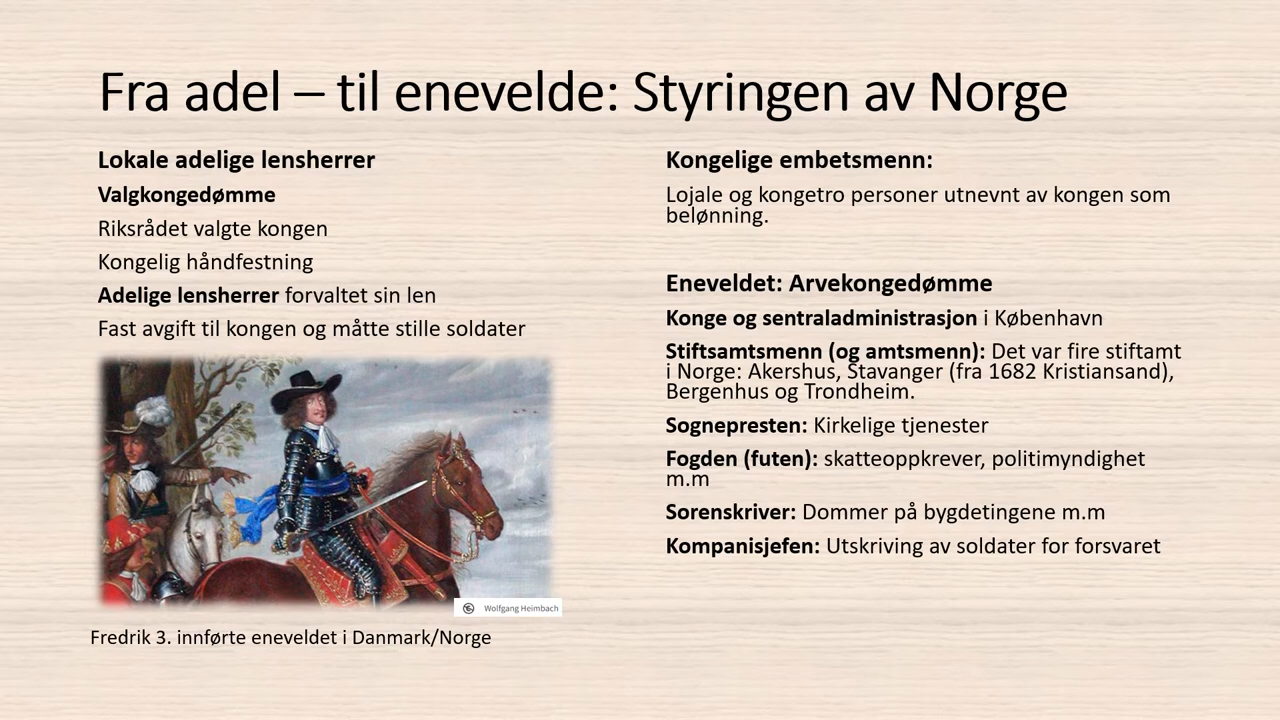 Fra adel – til enevelde: Styringen av Norge
Lokale adelige lensherrer
Valgkongedømme
Riksrådet valgte kongen
Kongelig håndfestning
Adelige lensherrer forvaltet sin len
Fast avgift til kongen og måtte stille soldater
Wolfgang Heimbach
Fredrik 3. innførte eneveldet i Danmark/Norge
Kongelige embetsmenn:
Lojale og kongetro personer utnevnt av kongen som
belønning.
Eneveldet: Arvekongedømme
Konge og sentraladministrasjon i København
Stiftsamtsmenn (og amtsmenn): Det var fire stiftamt
i Norge: Akershus, Stavanger (fra 1682 Kristiansand),
Bergenhus og Trondheim.
Sognepresten: Kirkelige tjenester
Fogden (futen): skatteoppkrever, politimyndighet
m.m
Sorenskriver: Dommer på bygdetingene m.m
Kompanisjefen: Utskriving av soldater for forsvaret